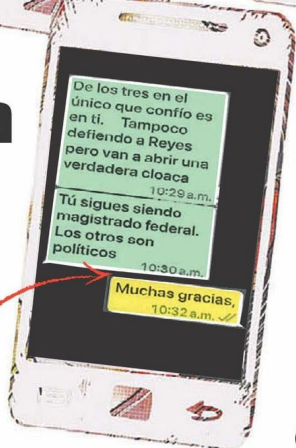 De los tres en el
único que confío es
en ti. Tampoco
defiendo a Reyes
pero van a abrir una
verdadera cloaca
10:29 a.m.
Tú sigues siendo
magistrado federal.
Los otros son
políticos
10:30 a.m.
Muchas gracias,
10:32 a.m.